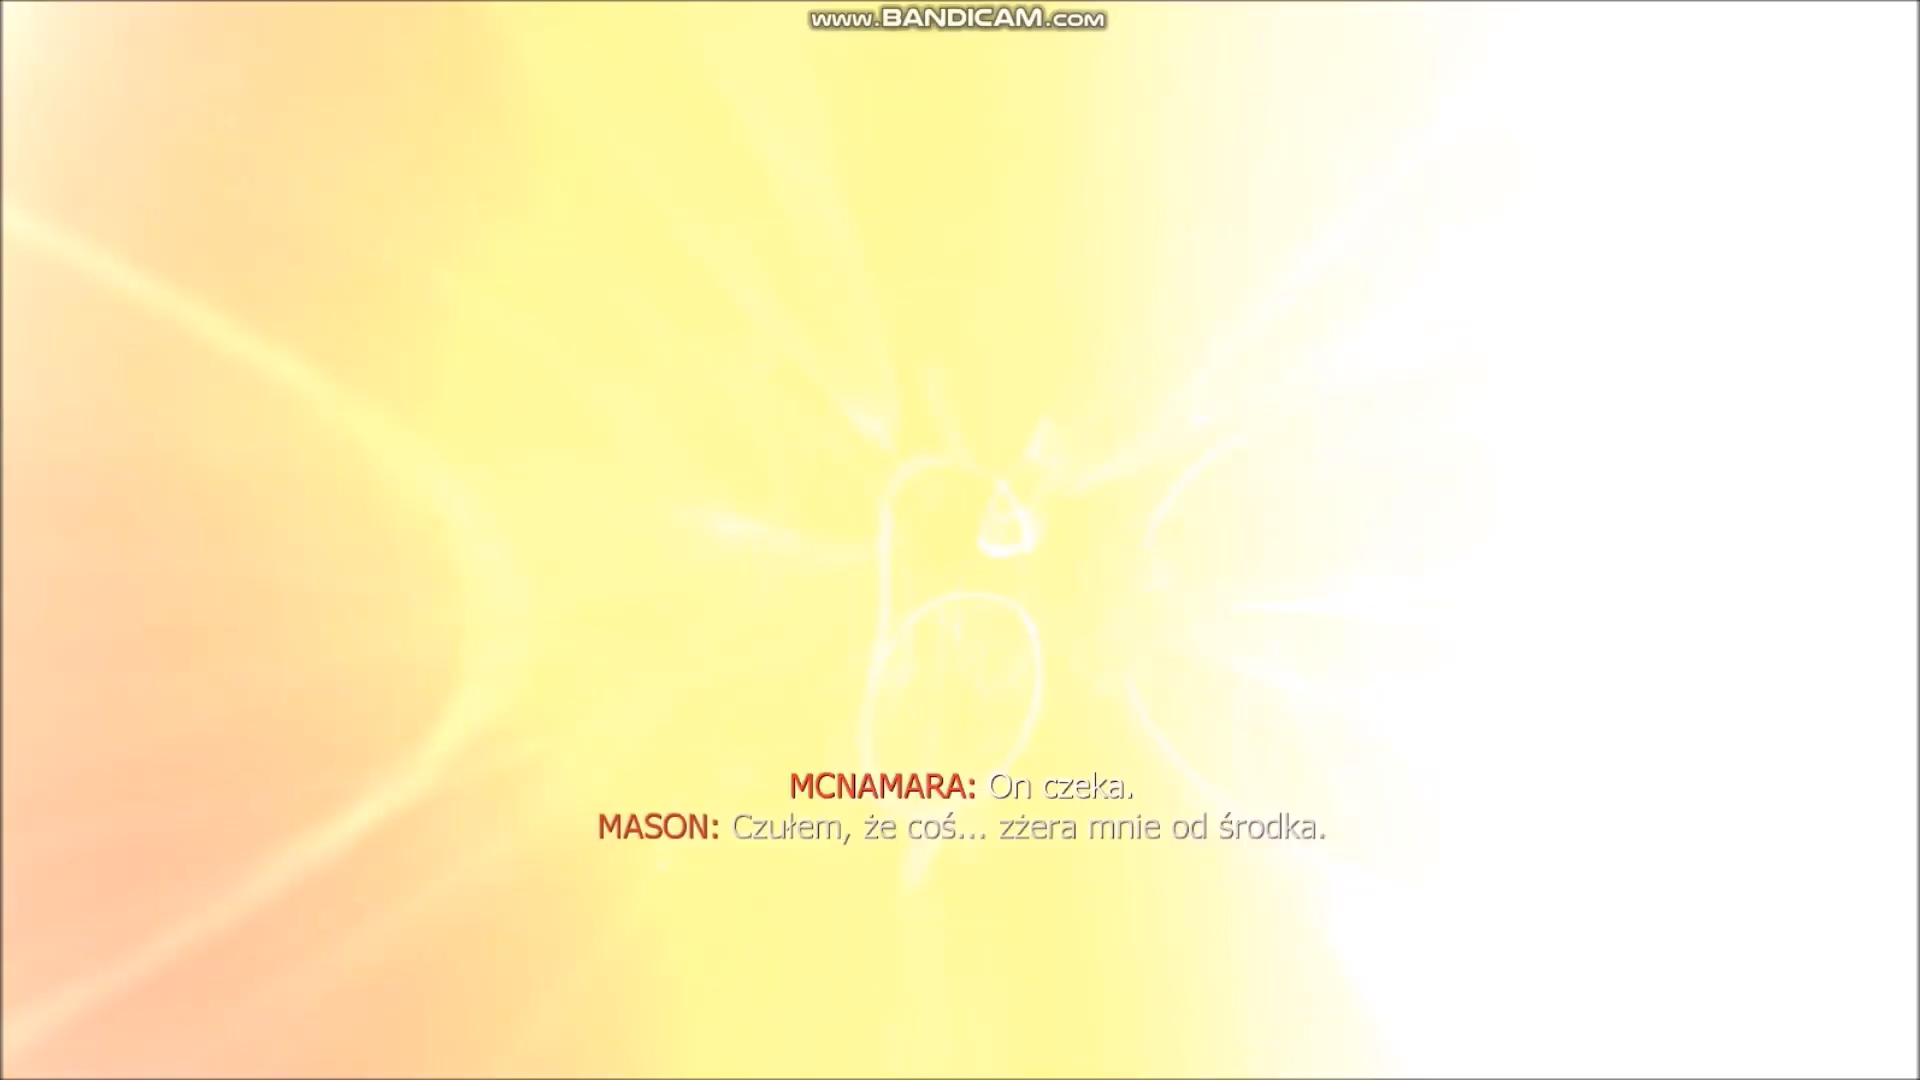 www.BANDICAM.com
MCNAMARA: On czeka.
MASON: Czułem, że coś... zżera mnie od środka.